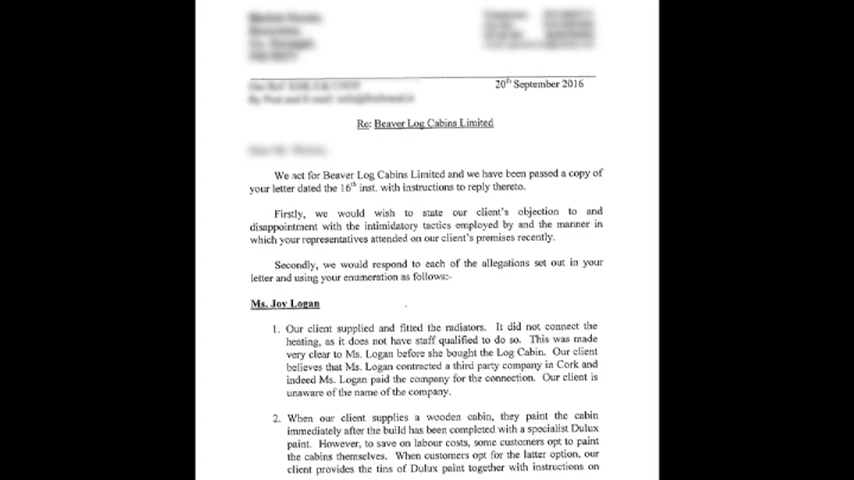 20th September 2016
Re: Beaver Log Cabins Limited
We act for Beaver Log Cabins Limited and we have been passed a copy of
your letter dated the 16th inst. with instructions to reply thereto.
Firstly, we would wish to state our client's objection to and
disappointment with the intimidatory tactics employed by and the manner in
which your representatives attended on our client's premises recently.
Secondly, we would respond to each of the allegations set out in your
letter and using your enumeration as follows:-
Ms. Joy Logan
1. Our client supplied and fitted the radiators. It did not connect the
heating, as it does not have staff qualified to do so. This was made
very clear to Ms. Logan before she bought the Log Cabin. Our client
believes that Ms. Logan contracted a third party company in Cork and
indeed Ms. Logan paid the company for the connection. Our client is
unaware of the name of the company.
2. When our client supplies a wooden cabin, they paint the cabin
immediately after the build has been completed with a specialist Dulux
paint. However, to save on labour costs, some customers opt to paint
the cabins themselves. When customers opt for the latter option, our
client provides the tins of Dulux paint together with instructions on